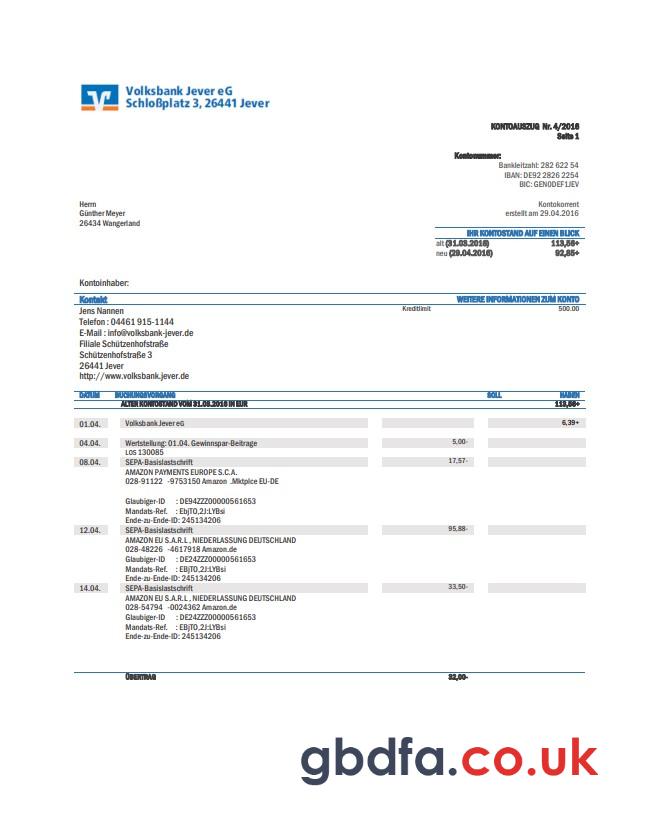 Volksbank Jever eG
Schloßplatz 3, 26441 Jever
KONTOAUSZUG Nr. 4/2016
Seite 1
Kontonummer:
Bankleitzahl: 282 622 54
IBAN: DE92 2826 2254
BIC: GENODEF1JEV
Herrn
Günther Meyer
26434 Wangerland
Kontokorrent
erstellt am 29.04.2016
IHR KONTOSTAND AUF EINEN BLICK
alt (31.03.2016) 113,56+
neu (29.04.2016) 92,85+
Kontoinhaber:
Kontakt WEITERE INFORMATIONEN ZUM KONTO
Jens Nannen Kreditlimit 500.00
Telefon : 04461 915-1144
E-Mail : info@volksbank-jever.de
Filiale Schützenhofstraße
Schützenhofstraße 3
26441 Jever
http://www.volksbank.jever.de
DATUM BUCHUNGSVORGANG SOLL HABEN
ALTER KONTOSTAND VOM 31.03.2016 IN EUR 113,56+
01.04. Volksbank Jever eG 6,39+
04.04. Wertstellung: 01.04. Gewinnspar-Beitrage 5,00-
LOS 130085
08.04. SEPA-Basislastschrift 17,57-
AMAZON PAYMENTS EUROPE S.C.A.
028-91122 -9753150 Amazon .Mktplce EU-DE
Glaubiger-ID : DE94ZZZ00000561653
Mandats-Ref. : EbjTO,2J:LYBsi
Ende-zu-Ende-ID: 245134206
12.04. SEPA-Basislastschrift 95,88-
AMAZON EU S.A.R.L , NIEDERLASSUNG DEUTSCHLAND
028-48226 -4617918 Amazon.de
Glaubiger-ID : DE24ZZZ00000561653
Mandats-Ref. : EBjTO,2J:LYBsi
Ende-zu-Ende-ID: 245134206
14.04. SEPA-Basislastschrift 33,50-
AMAZON EU S.A.R.L , NIEDERLASSUNG DEUTSCHLAND
028-54794 -0024362 Amazon.de
Glaubiger-ID : DE24ZZZ00000561653
Mandats-Ref. : EBjTO,2J:LYBsi
Ende-zu-Ende-ID: 245134206
ÜBERTRAG 32,00-
gbdfa.co.uk